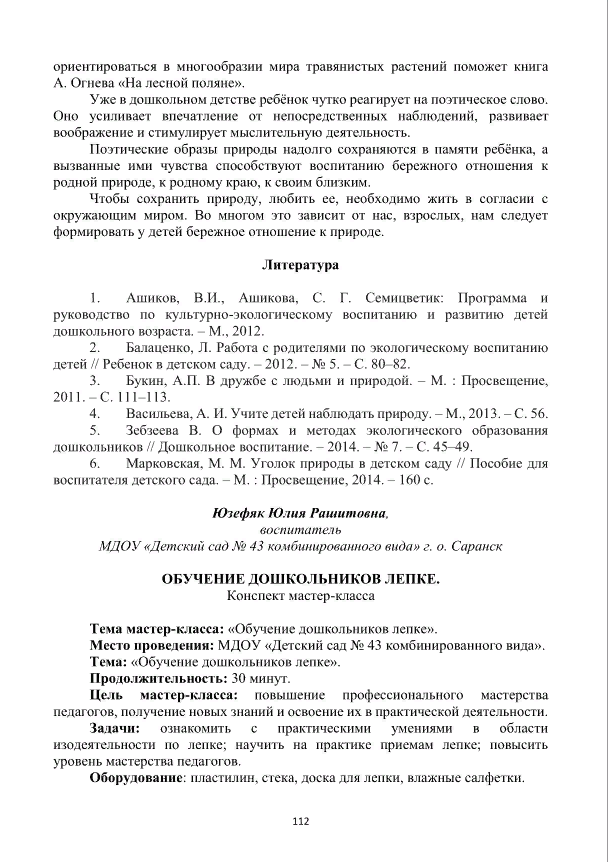 ориентироваться в многообразии мира травянистых растений поможет книга
А. Огнева «На лесной поляне».
Уже в дошкольном детстве ребёнок чутко реагирует на поэтическое слово.
Оно усиливает впечатление от непосредственных наблюдений, развивает
воображение и стимулирует мыслительную деятельность.
Поэтические образы природы надолго сохраняются в памяти ребёнка, а
вызванные ими чувства способствуют воспитанию бережного отношения к
родной природе, к родному краю, к своим близким.
Чтобы сохранить природу, любить ее, необходимо жить в согласии с
окружающим миром. Во многом это зависит от нас, взрослых, нам следует
формировать у детей бережное отношение к природе.
Литература
1. Ашиков, В.И., Ашикова, С. Г. Семицветик: Программа и
руководство по культурно-экологическому воспитанию и развитию детей
дошкольного возраста. – М., 2012.
2. Балаценко, Л. Работа с родителями по экологическому воспитанию
детей // Ребенок в детском саду. – 2012. – № 5. – С. 80–82.
3. Букин, А.П. В дружбе с людьми и природой. – М. : Просвещение,
2011. – С. 111–113.
4. Васильева, А. И. Учите детей наблюдать природу. – М., 2013. – С. 56.
5. Зебзеева В. О формах и методах экологического образования
дошкольников // Дошкольное воспитание. – 2014. – № 7. – С. 45–49.
6. Марковская, М. М. Уголок природы в детском саду // Пособие для
воспитателя детского сада. – М. : Просвещение, 2014. – 160 с.
Юзефяк Юлия Рашитовна,
воспитатель
МДОУ «Детский сад № 43 комбинированного вида» г. о. Саранск
ОБУЧЕНИЕ ДОШКОЛЬНИКОВ ЛЕПКЕ.
Конспект мастер-класса
Тема мастер-класса: «Обучение дошкольников лепке».
Место проведения: МДОУ «Детский сад № 43 комбинированного вида».
Тема: «Обучение дошкольников лепке».
Продолжительность: 30 минут.
Цель мастер-класса: повышение профессионального мастерства
педагогов, получение новых знаний и освоение их в практической деятельности.
Задачи: ознакомить с практическими умениями в области
изодеятельности по лепке; научить на практике приемам лепке; повысить
уровень мастерства педагогов.
Оборудование: пластилин, стека, доска для лепки, влажные салфетки.
112